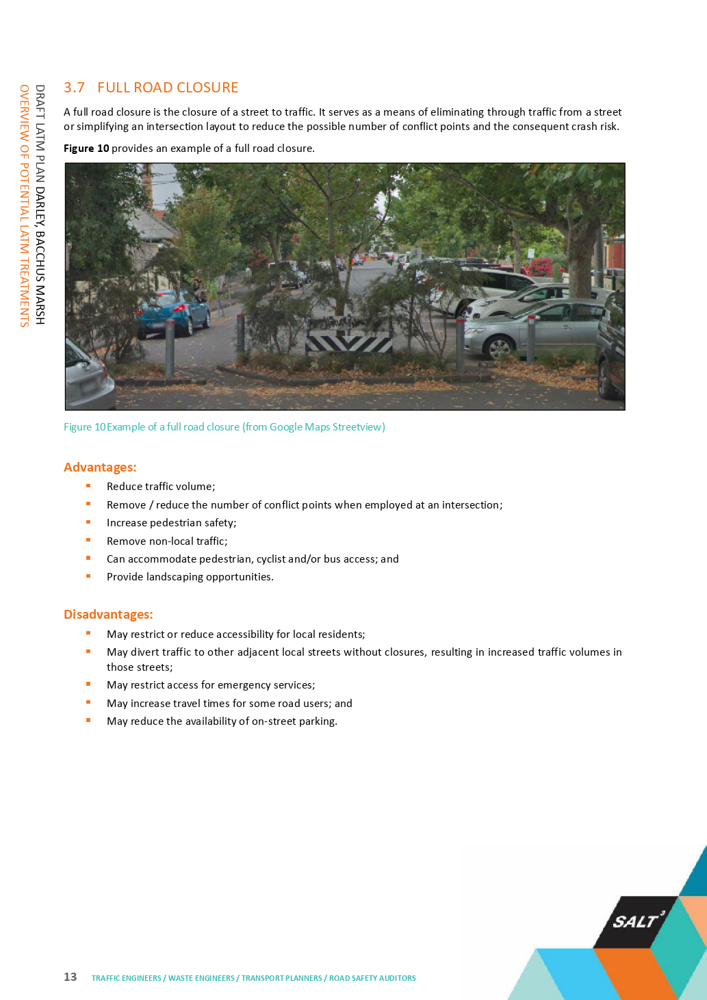 DRAFT LATM PLAN DARLEY, BACCHUS MARSH
OVERVIEW OF POTENTIAL LATM TREATMENTS
3.7 FULL ROAD CLOSURE
A full road closure is the closure of a street to traffic. It serves as a means of eliminating through traffic from a street
or simplifying an intersection layout to reduce the possible number of conflict points and the consequent crash risk.
Figure 10 provides an example of a full road closure.
Figure 10 Example of a full road closure (from Google Maps Streetview)
Advantages:
▪ Reduce traffic volume;
▪ Remove / reduce the number of conflict points when employed at an intersection;
▪ Increase pedestrian safety;
▪ Remove non-local traffic;
▪ Can accommodate pedestrian, cyclist and/or bus access; and
▪ Provide landscaping opportunities.
Disadvantages:
▪ May restrict or reduce accessibility for local residents;
▪ May divert traffic to other adjacent local streets without closures, resulting in increased traffic volumes in
those streets;
▪ May restrict access for emergency services;
▪ May increase travel times for some road users; and
▪ May reduce the availability of on-street parking.
SALT³
13 TRAFFIC ENGINEERS / WASTE ENGINEERS / TRANSPORT PLANNERS / ROAD SAFETY AUDITORS